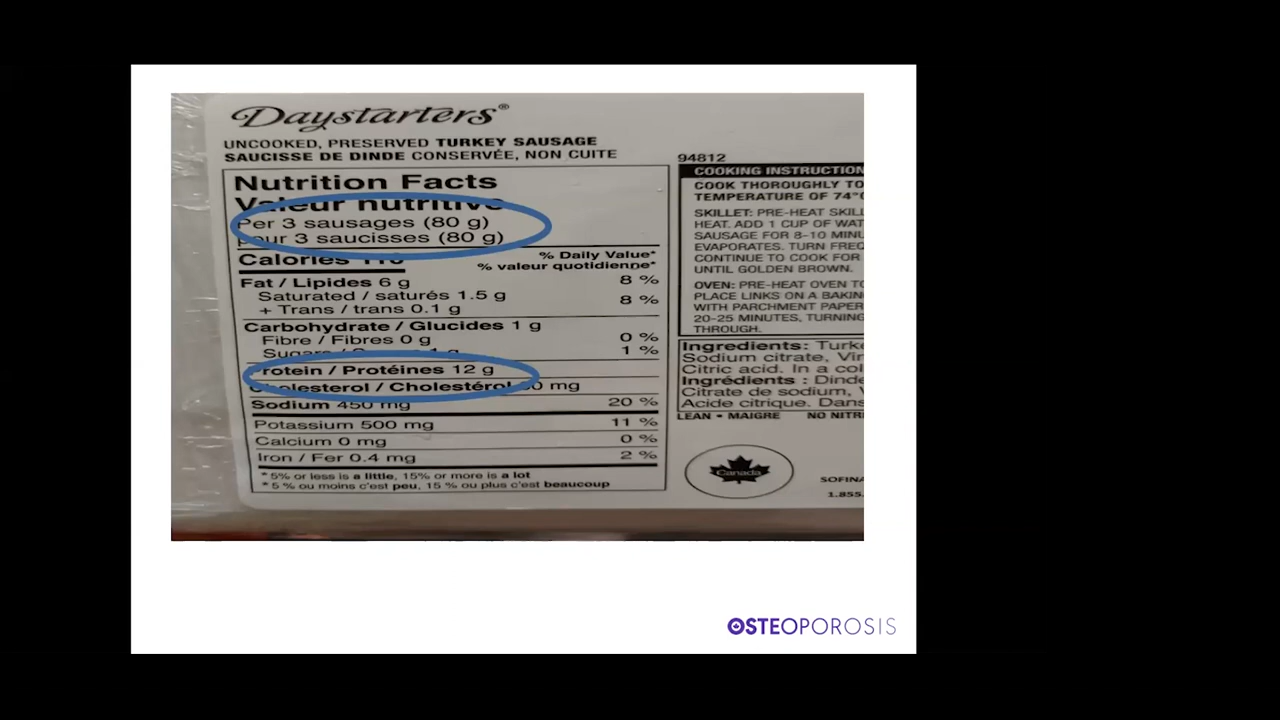 Daystarters®
UNCOOKED, PRESERVED TURKEY SAUSAGE
SAUCISSE DE DINDE CONSERVÉE, NON CUITE
Nutrition Facts
Valeur nutritive
Per 3 sausages (80 g)
pour 3 saucisses (80 g)
Calories 110
% Daily Value*
% valeur quotidienne*
Fat / Lipides 6 g 8 %
Saturated / saturés 1.5 g
+ Trans / trans 0.1 g 8 %
Carbohydrate / Glucides 1 g
Fibre / Fibres 0 g 0 %
Sugars / 1 g 1 %
Protein / Protéines 12 g
Cholesterol / Cholestérol mg
Sodium 450 mg 20 %
Potassium 500 mg 11 %
Calcium 0 mg 0 %
Iron / Fer 0.4 mg 2 %
* 5% or less is a little, 15% or more is a lot
* 5 % ou moins c'est peu, 15 % ou plus c'est beaucoup
94812
COOKING INSTRUCTION
COOK THOROUGHLY TO
TEMPERATURE OF 74°
SKILLET: PRE-HEAT SKILL
HEAT. ADD 1 CUP OF WAT
SAUSAGE FOR 8-10 MINU
EVAPORATES. TURN FREQ
CONTINUE TO COOK FOR
UNTIL GOLDEN BROWN.
OVEN: PRE-HEAT OVEN TO
PLACE LINKS ON A BAKIN
WITH PARCHMENT PAPER
20-25 MINUTES, TURNING
THROUGH.
Ingredients: Turke
Sodium citrate, Vin
Citric acid. In a col
Ingrédients : Dinde
Citrate de sodium,
Acide citrique. Dans
LEAN • MAIGRE NO NITR
Canada
SOFINA
1.855.
OSTEOPOROSIS